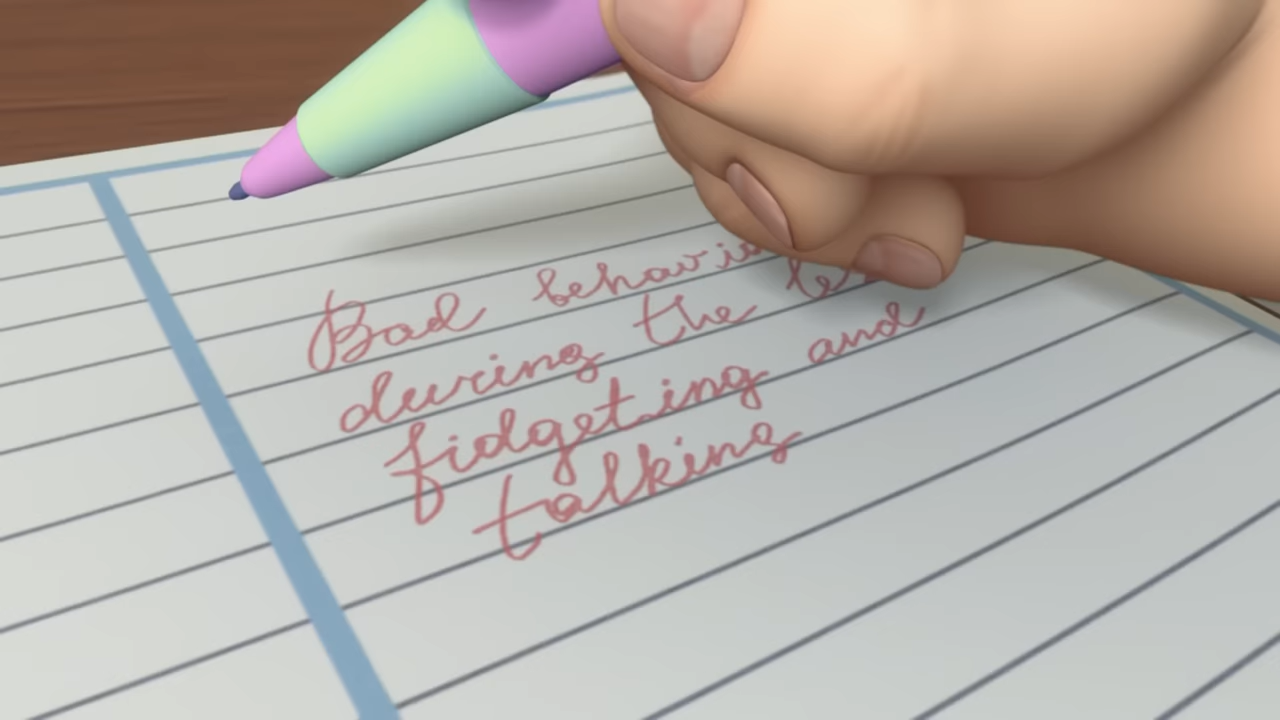 Bad
during the
fidgeting and
talking